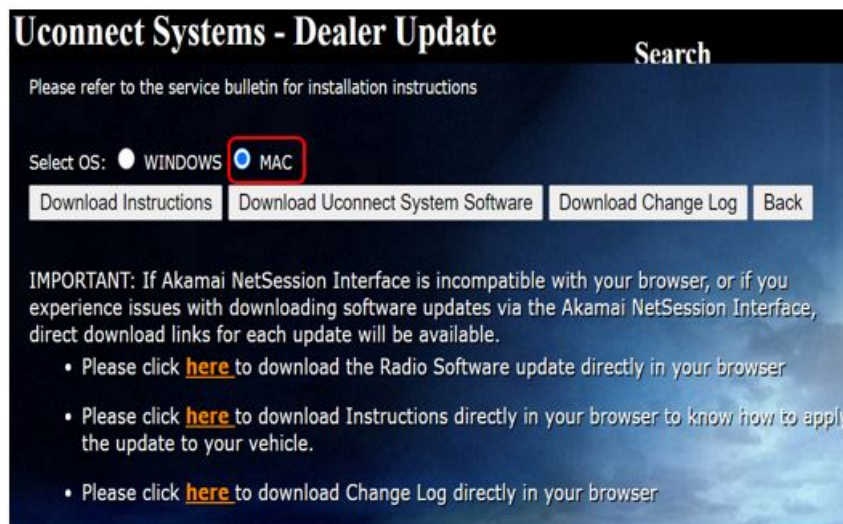 Uconnect Systems - Dealer Update
Search
Please refer to the service bulletin for installation instructions
Select OS: WINDOWS MAC
Download Instructions Download Uconnect System Software Download Change Log Back
IMPORTANT: If Akamai NetSession Interface is incompatible with your browser, or if you
experience issues with downloading software updates via the Akamai NetSession Interface,
direct download links for each update will be available.
• Please click here to download the Radio Software update directly in your browser
• Please click here to download Instructions directly in your browser to know how to apply
the update to your vehicle.
• Please click here to download Change Log directly in your browser